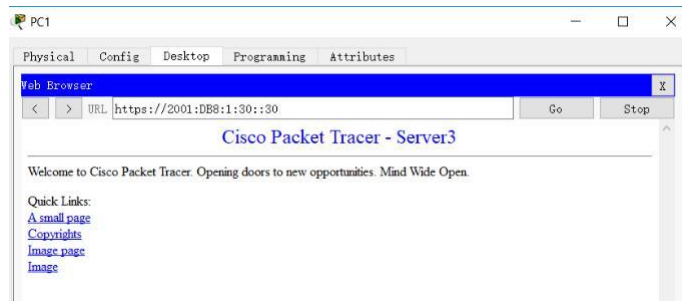 PC1
Physical Config Desktop Programming Attributes
Web Browser X
< > URL https://2001:DB8:1:30::30 Go Stop
Cisco Packet Tracer - Server3
Welcome to Cisco Packet Tracer. Opening doors to new opportunities. Mind Wide Open.
Quick Links:
A small page
Copyrights
Image page
Image